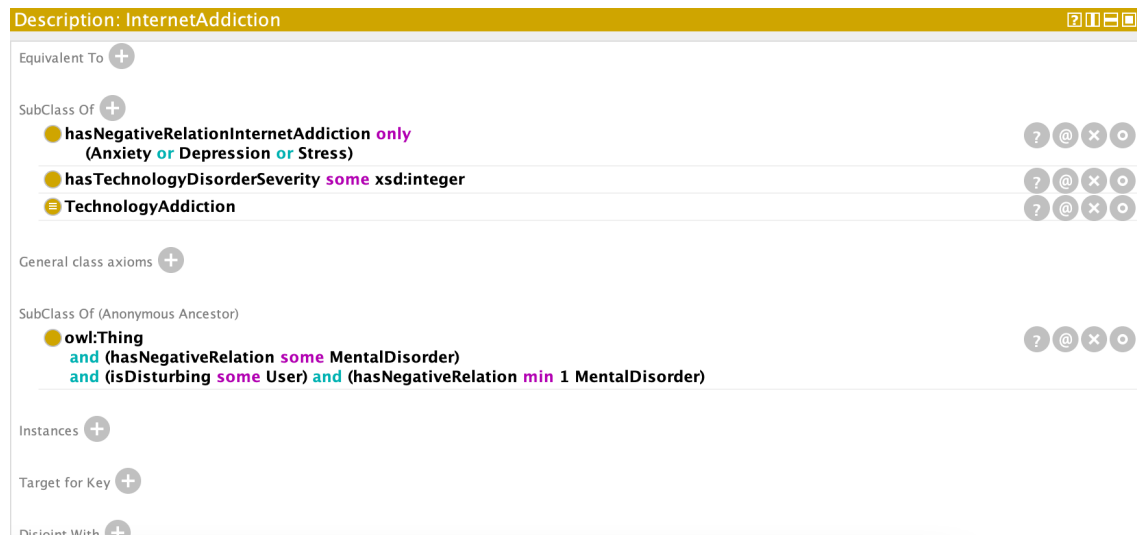 Description: InternetAddiction
Equivalent To
SubClass Of
hasNegativeRelationInternetAddiction only
(Anxiety or Depression or Stress)
hasTechnologyDisorderSeverity some xsd:integer
TechnologyAddiction
General class axioms
SubClass Of (Anonymous Ancestor)
owl:Thing
and (hasNegativeRelation some MentalDisorder)
and (isDisturbing some User) and (hasNegativeRelation min 1 MentalDisorder)
Instances
Target for Key
Disjoint With